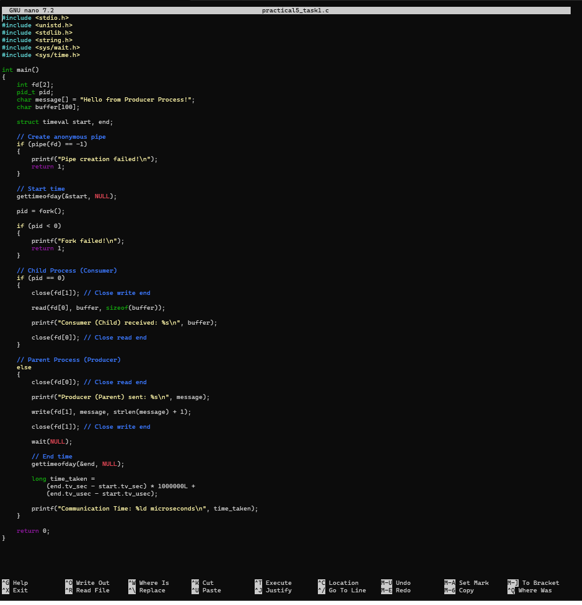 GNU nano 7.2 practical5_task1.c
#include <stdio.h>
#include <unistd.h>
#include <stdlib.h>
#include <string.h>
#include <sys/wait.h>
#include <sys/time.h>
int main()
{
    int fd[2];
    pid_t pid;
    char message[] = "Hello from Producer Process!";
    char buffer[100];
    struct timeval start, end;
    // Create anonymous pipe
    if (pipe(fd) == -1)
    {
        printf("Pipe creation failed!\n");
        return 1;
    }
    // Start time
    gettimeofday(&start, NULL);
    pid = fork();
    if (pid < 0)
    {
        printf("Fork failed!\n");
        return 1;
    }
    // Child Process (Consumer)
    if (pid == 0)
    {
        close(fd[1]); // Close write end
        read(fd[0], buffer, sizeof(buffer));
        printf("Consumer (Child) received: %s\n", buffer);
        close(fd[0]); // Close read end
    }
    // Parent Process (Producer)
    else
    {
        close(fd[0]); // Close read end
        printf("Producer (Parent) sent: %s\n", message);
        write(fd[1], message, strlen(message) + 1);
        close(fd[1]); // Close write end
        wait(NULL);
        // End time
        gettimeofday(&end, NULL);
        long time_taken =
            (end.tv_sec - start.tv_sec) * 1000000L +
            (end.tv_usec - start.tv_usec);
        printf("Communication Time: %ld microseconds\n", time_taken);
    }
    return 0;
}
^G Help ^O Write Out ^W Where Is ^K Cut ^T Execute ^C Location M-U Undo M-A Set Mark M-] To Bracket
^X Exit ^R Read File ^\ Replace ^U Paste ^J Justify ^/ Go To Line M-E Redo M-6 Copy ^Q Where Was